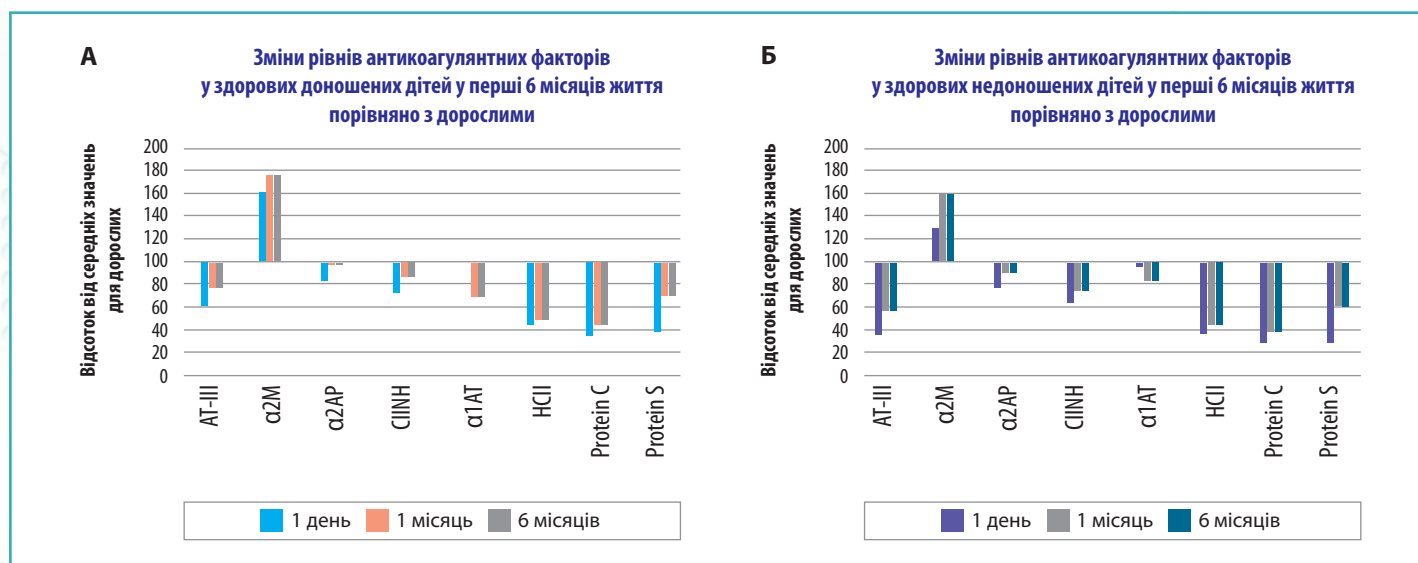 А
Зміни рівнів антикоагулянтних факторів
у здорових доношених дітей у перші 6 місяців життя
порівняно з дорослими
Відсоток від середніх значень
для дорослих
200
180
160
140
120
100
80
60
40
20
0
AT-III
α2M
α2AP
CIINH
α1AT
HCII
Protein C
Protein S
1 день
1 місяць
6 місяців
Б
Зміни рівнів антикоагулянтних факторів
у здорових недоношених дітей у перші 6 місяців життя
порівняно з дорослими
Відсоток від середніх значень
для дорослих
200
180
160
140
120
100
80
60
40
20
0
AT-III
α2M
α2AP
CIINH
α1AT
HCII
Protein C
Protein S
1 день
1 місяць
6 місяців